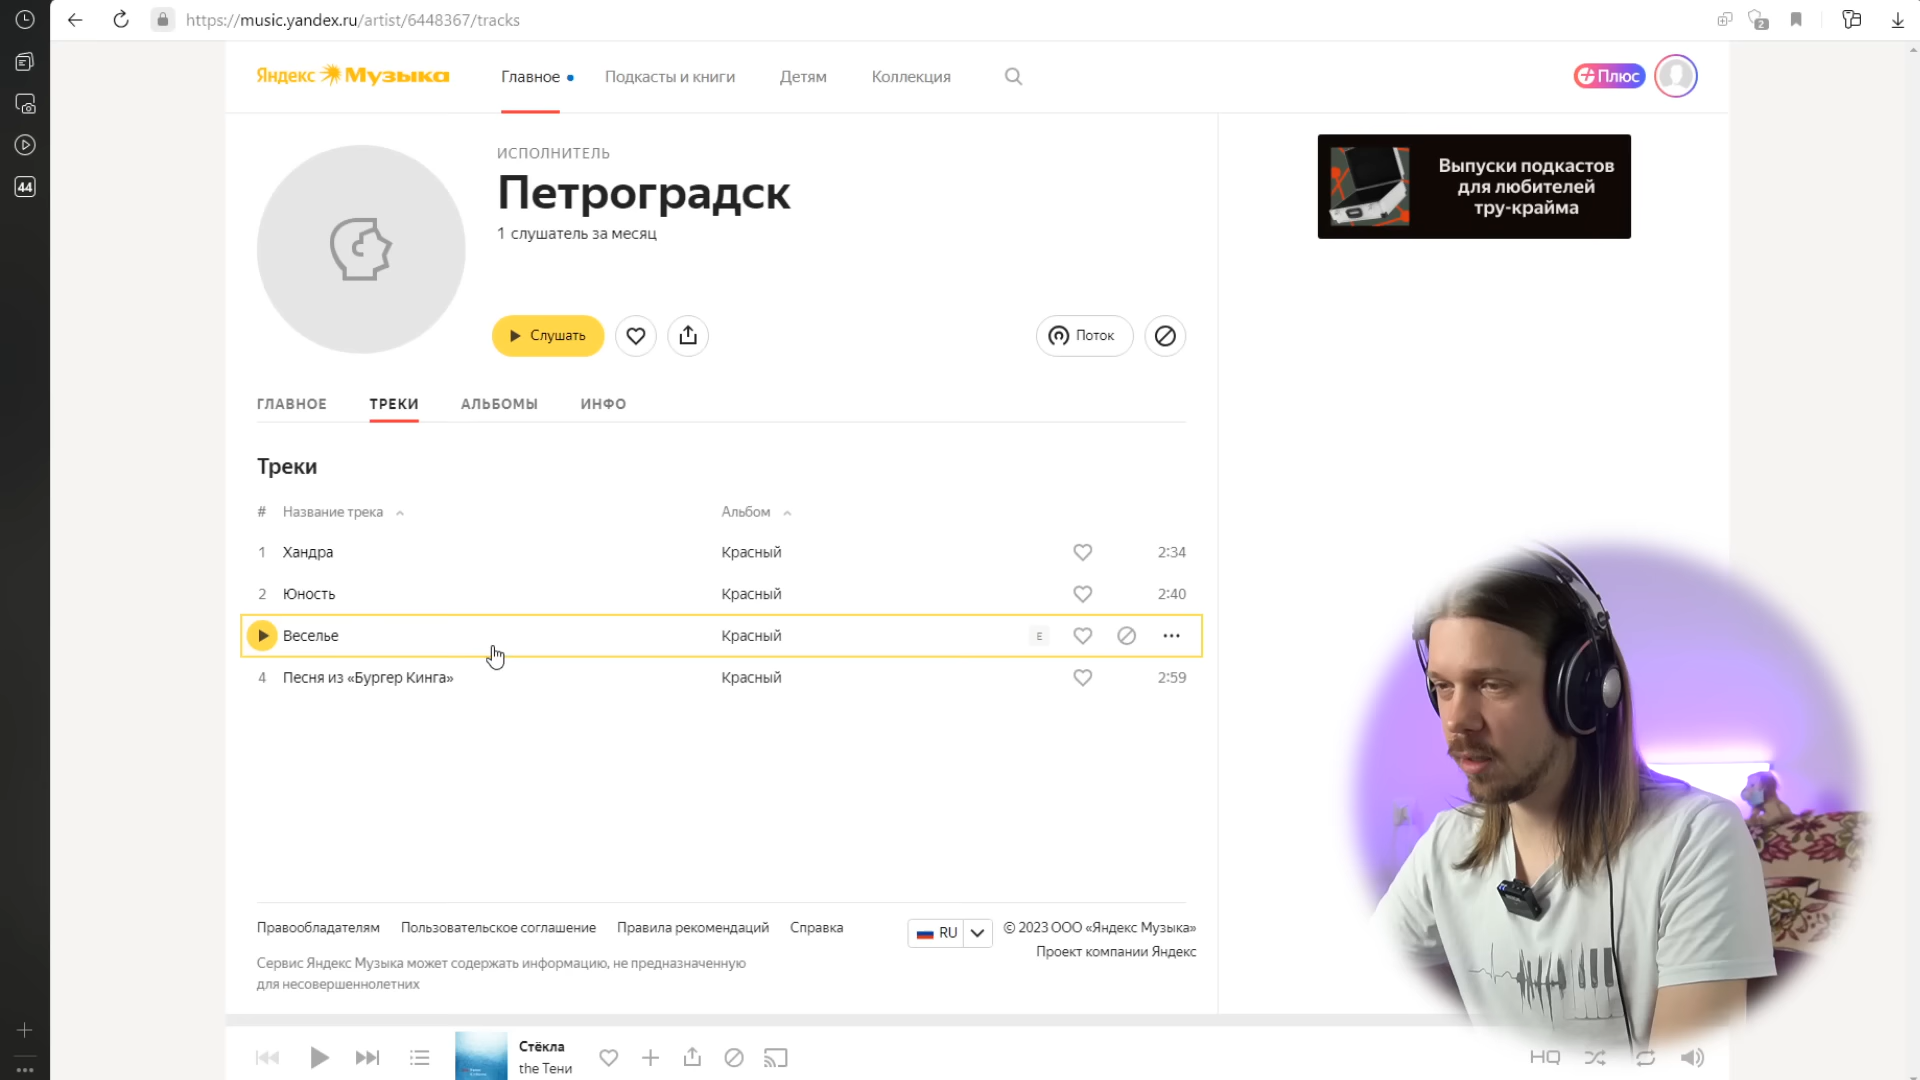 https://music.yandex.ru/artist/6448367/tracks
2
44
Яндекс Музыка
Главное
Подкасты и книги
Детям
Коллекция
Плюс
ИСПОЛНИТЕЛЬ
Петроградск
1 слушатель за месяц
Слушать
Поток
Выпуски подкастов
для любителей
тру-крайма
ГЛАВНОЕ
ТРЕКИ
АЛЬБОМЫ
ИНФО
Треки
# Название трека Альбом
1 Хандра Красный 2:34
2 Юность Красный 2:40
Веселье Красный E
4 Песня из «Бургер Кинга» Красный 2:59
Правообладателям Пользовательское соглашение Правила рекомендаций Справка
RU
© 2023 ООО «Яндекс Музыка»
Проект компании Яндекс
Сервис Яндекс Музыка может содержать информацию, не предназначенную
для несовершеннолетних
Стёкла
the Тени
HQ